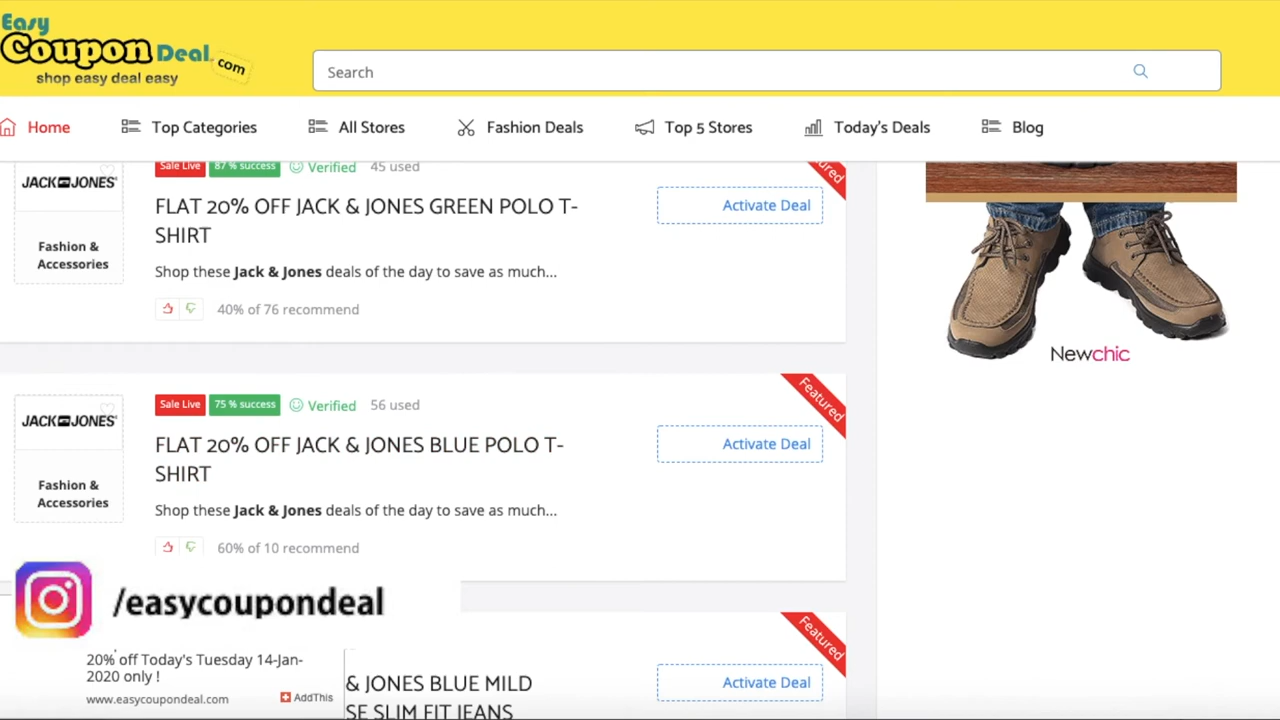 Easy
Coupon Deal.com
shop easy deal easy
Search
Home
Top Categories
All Stores
Fashion Deals
Top 5 Stores
Today's Deals
Blog
JACK JONES
Fashion &
Accessories
Sale Live 87 % success Verified 45 used
FLAT 20% OFF JACK & JONES GREEN POLO T-
SHIRT
Shop these Jack & Jones deals of the day to save as much...
40% of 76 recommend
Activate Deal
Newchic
JACK JONES
Fashion &
Accessories
Sale Live 75 % success Verified 56 used
FLAT 20% OFF JACK & JONES BLUE POLO T-
SHIRT
Shop these Jack & Jones deals of the day to save as much...
60% of 10 recommend
Featured
Activate Deal
/easycoupondeal
20% off Today's Tuesday 14-Jan-
2020 only !
www.easycoupondeal.com
AddThis
& JONES BLUE MILD
SE SLIM FIT JEANS
Featured
Activate Deal